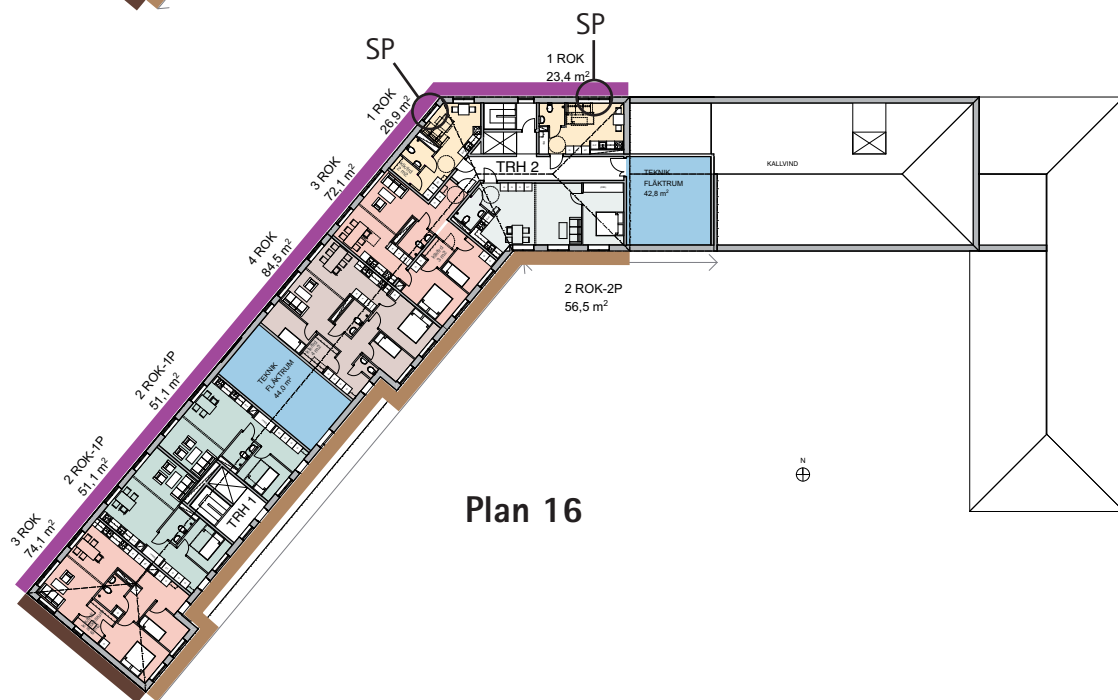 SP
SP
1 ROK
23,4 m²
1 ROK
26,9 m²
3 ROK
72,1 m²
4 ROK
84,5 m²
2 ROK-1P
51,1 m²
2 ROK-1P
51,1 m²
3 ROK
74,1 m²
TRH 2
TEKNIK
FLÄKTRUM
42,8 m²
KALLVIND
2 ROK-2P
56,5 m²
TEKNIK
FLÄKTRUM
44,0 m²
TRH 1
N
Plan 16